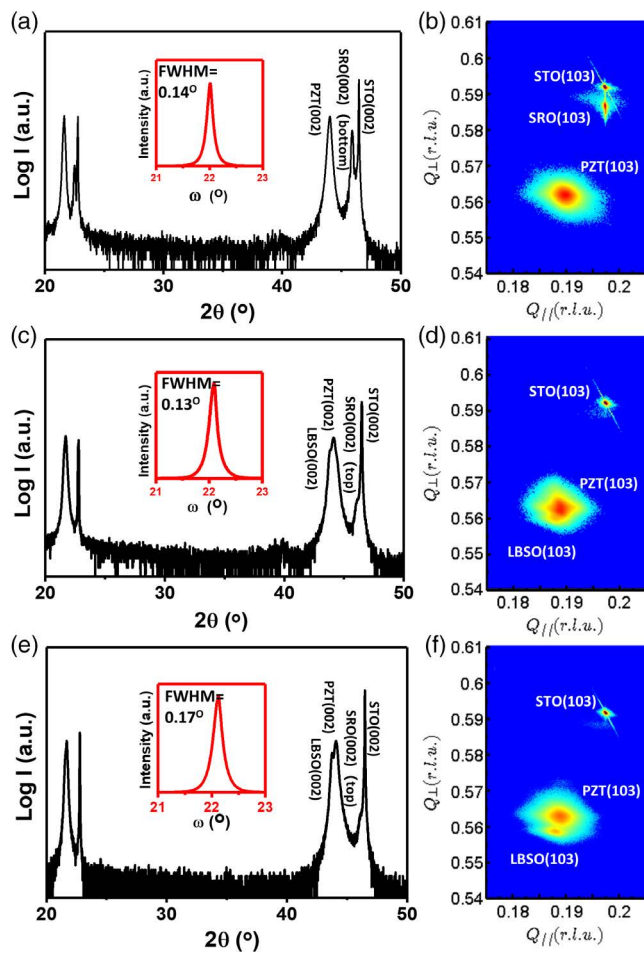 (a)
Log I (a.u.)
Intensity (a.u.)
FWHM=
0.14O
21 22 23
ω (O)
PZT(002)
SRO(002)
(bottom)
STO(002)
20 30 40 50
2θ (o)
(b)
0.61
0.6
0.59
0.58
0.57
0.56
0.55
0.54
Q⊥(r.l.u.)
STO(103)
SRO(103)
PZT(103)
0.18 0.19 0.2
Q//(r.l.u.)
(c)
Log I (a.u.)
Intensity (a.u.)
FWHM=
0.13O
21 22 23
ω (O)
LBSO(002)
PZT(002)
SRO(002) (top)
STO(002)
20 30 40 50
2θ (o)
(d)
0.61
0.6
0.59
0.58
0.57
0.56
0.55
0.54
Q⊥(r.l.u.)
STO(103)
PZT(103)
LBSO(103)
0.18 0.19 0.2
Q//(r.l.u.)
(e)
Log I (a.u.)
Intensity (a.u.)
FWHM=
0.17O
21 22 23
ω (O)
LBSO(002)
PZT(002)
SRO(002) (top)
STO(002)
20 30 40 50
2θ (o)
(f)
0.61
0.6
0.59
0.58
0.57
0.56
0.55
0.54
Q⊥(r.l.u.)
STO(103)
PZT(103)
LBSO(103)
0.18 0.19 0.2
Q//(r.l.u.)